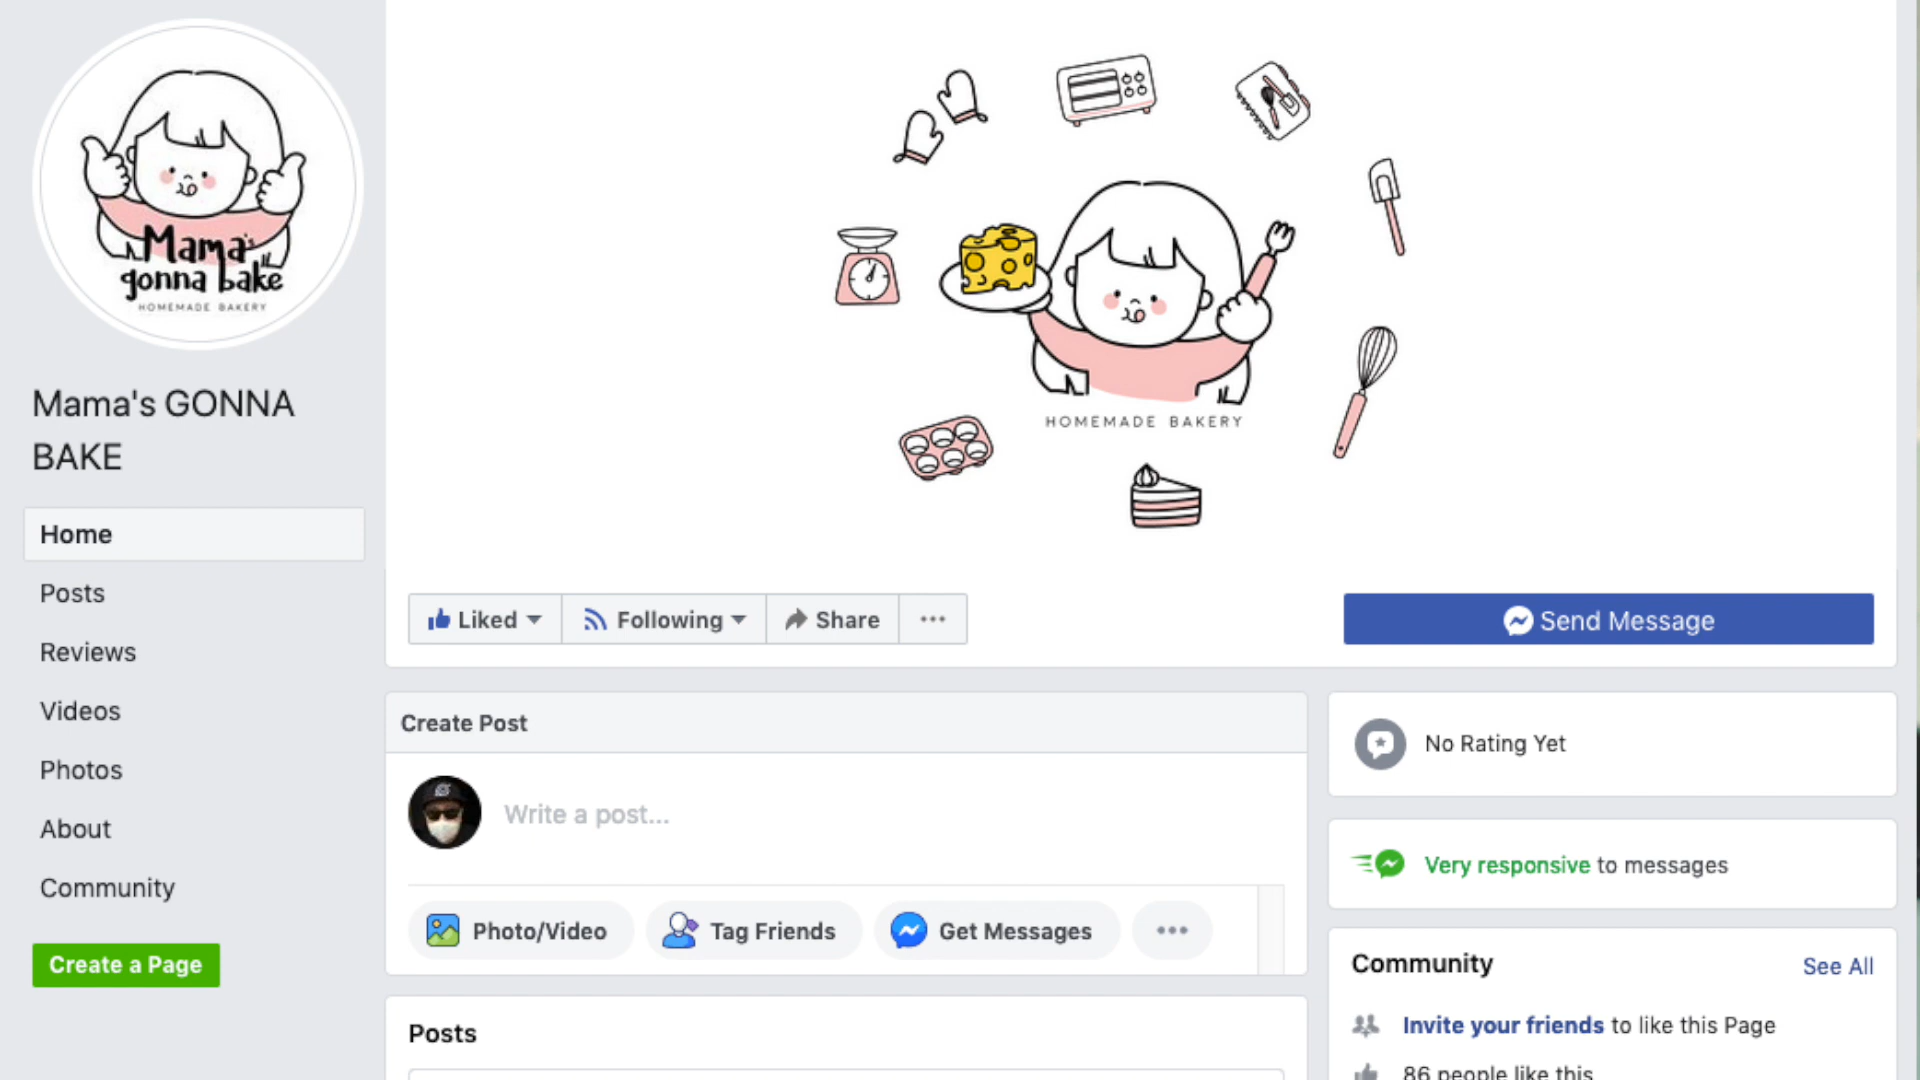 Mama's
gonna bake
HOMEMADE BAKERY
Mama's GONNA
BAKE
Home
Posts
Reviews
Videos
Photos
About
Community
Create a Page
HOMEMADE BAKERY
Liked
Following
Share
Send Message
Create Post
Write a post...
Photo/Video
Tag Friends
Get Messages
Posts
No Rating Yet
Very responsive to messages
Community
See All
Invite your friends to like this Page
86 people like this